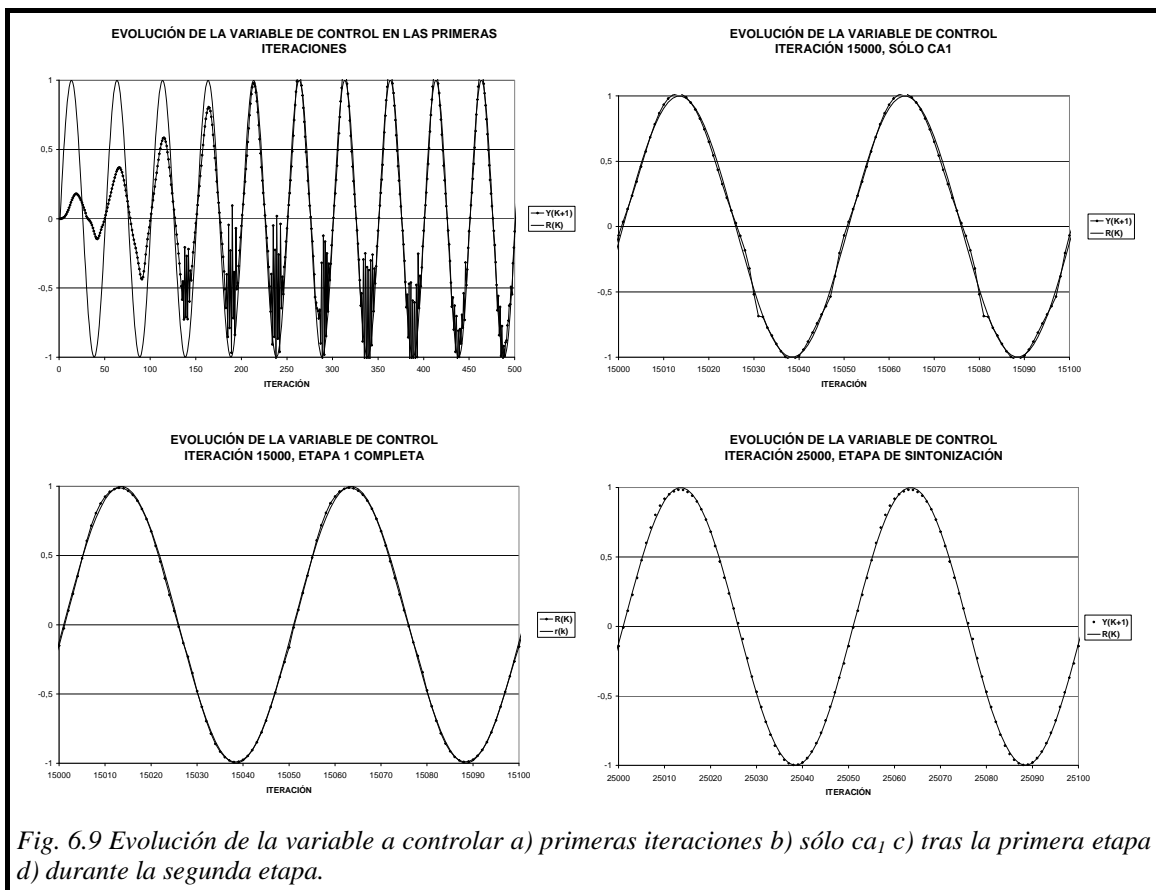 EVOLUCIÓN DE LA VARIABLE DE CONTROL EN LAS PRIMERAS
ITERACIONES
1
0,5
0
-0,5
-1
0 50 100 150 200 250 300 350 400 450 500
ITERACIÓN
Y(K+1)
R(K)
EVOLUCIÓN DE LA VARIABLE DE CONTROL
ITERACIÓN 15000, SÓLO CA1
1
0,5
0
-0,5
-1
15000 15010 15020 15030 15040 15050 15060 15070 15080 15090 15100
ITERACIÓN
Y(K+1)
R(K)
EVOLUCIÓN DE LA VARIABLE DE CONTROL
ITERACIÓN 15000, ETAPA 1 COMPLETA
1
0,5
0
-0,5
-1
15000 15010 15020 15030 15040 15050 15060 15070 15080 15090 15100
ITERACIÓN
R(K)
r(k)
EVOLUCIÓN DE LA VARIABLE DE CONTROL
ITERACIÓN 25000, ETAPA DE SINTONIZACIÓN
1
0,5
0
-0,5
-1
25000 25010 25020 25030 25040 25050 25060 25070 25080 25090 25100
ITERACIÓN
Y(K+1)
R(K)
Fig. 6.9 Evolución de la variable a controlar a) primeras iteraciones b) sólo ca1 c) tras la primera etapa
d) durante la segunda etapa.